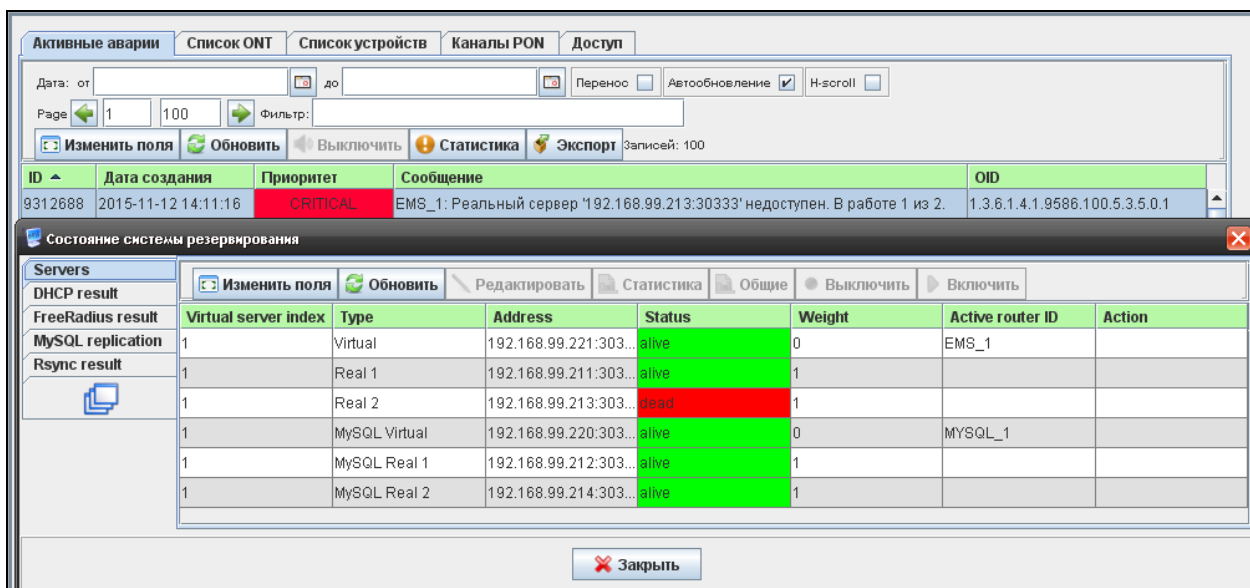 Активные аварии Список ONT Список устройств Каналы PON Доступ
Дата: от до Перенос Автообновление H-scroll
Page 1 100 Фильтр:
Изменить поля Обновить Выключить Статистика Экспорт Записей: 100
ID Дата создания Приоритет Сообщение OID
9312688 2015-11-12 14:11:16 CRITICAL EMS_1: Реальный сервер '192.168.99.213:30333' недоступен. В работе 1 из 2. 1.3.6.1.4.1.9586.100.5.3.5.0.1
Состояние системы резервирования
Servers
DHCP result
FreeRadius result
MySQL replication
Rsync result
Изменить поля Обновить Редактировать Статистика Общие Выключить Включить
Virtual server index Type Address Status Weight Active router ID Action
1 Virtual 192.168.99.221:303... alive 0 EMS_1
1 Real 1 192.168.99.211:303... alive 1
1 Real 2 192.168.99.213:303... dead 1
1 MySQL Virtual 192.168.99.220:303... alive 0 MYSQL_1
1 MySQL Real 1 192.168.99.212:303... alive 1
1 MySQL Real 2 192.168.99.214:303... alive 1
Закрыть